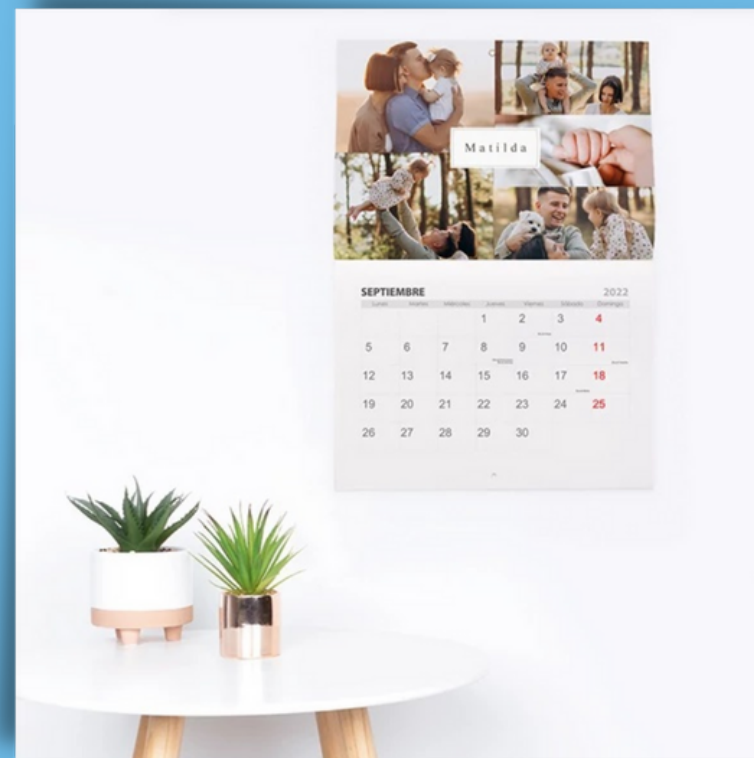 Matilda
SEPTIEMBRE 2022
Lunes Martes Miércoles Jueves Viernes Sábado Domingo
1 2 3 4
5 6 7 8 9 10 11
12 13 14 15 16 17 18
19 20 21 22 23 24 25
26 27 28 29 30